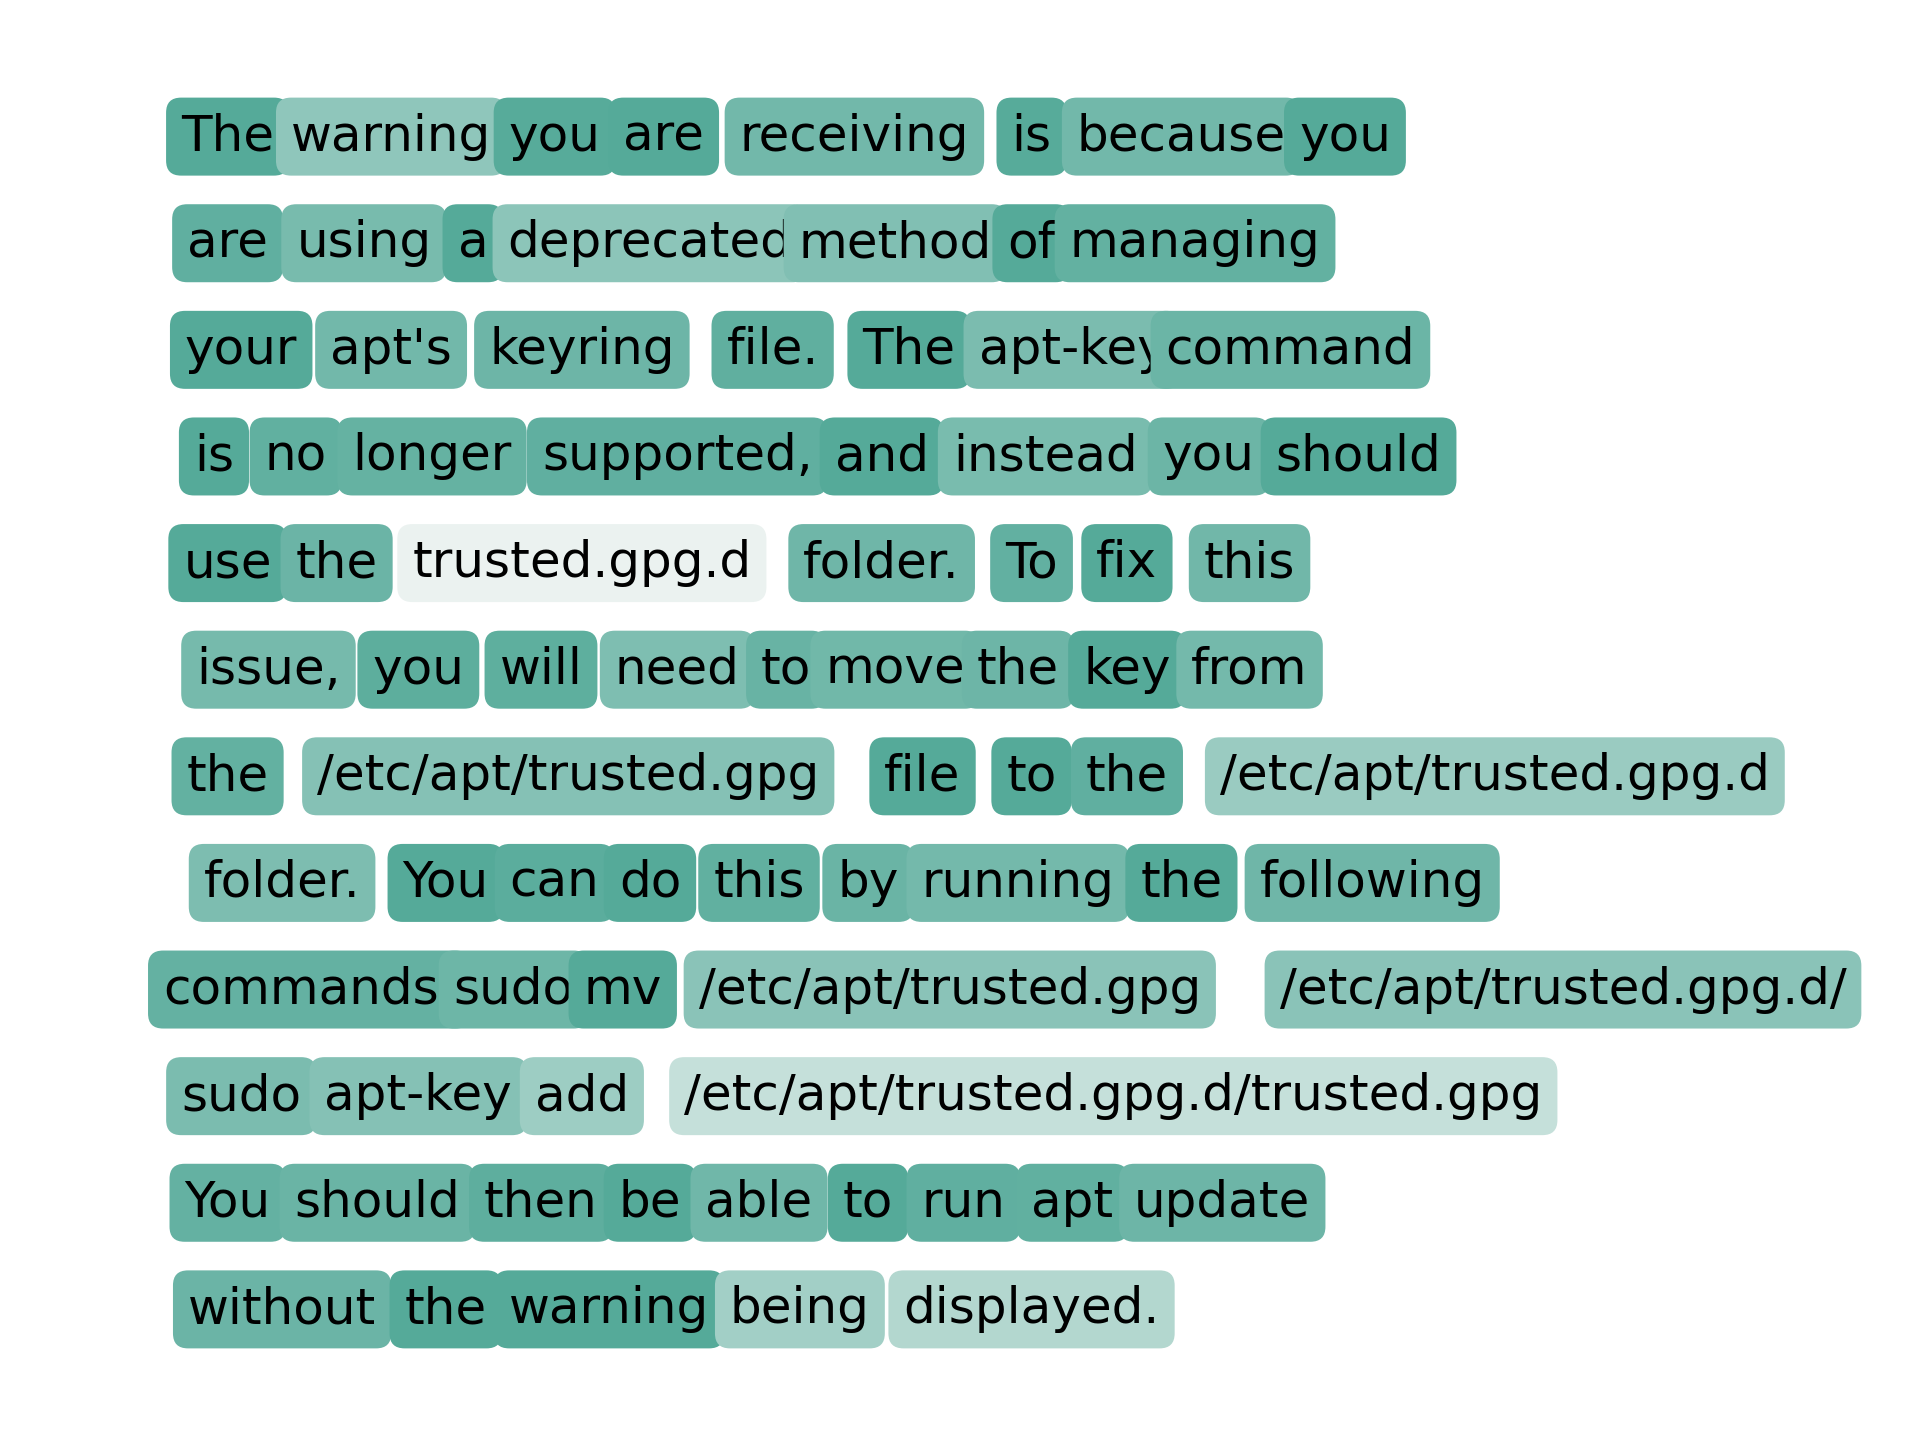 The warning you are receiving is because you
are using a deprecated method of managing
your apt's keyring file. The apt-key command
is no longer supported, and instead you should
use the trusted.gpg.d folder. To fix this
issue, you will need to move the key from
the /etc/apt/trusted.gpg file to the /etc/apt/trusted.gpg.d
folder. You can do this by running the following
commands sudo mv /etc/apt/trusted.gpg /etc/apt/trusted.gpg.d/
sudo apt-key add /etc/apt/trusted.gpg.d/trusted.gpg
You should then be able to run apt update
without the warning being displayed.